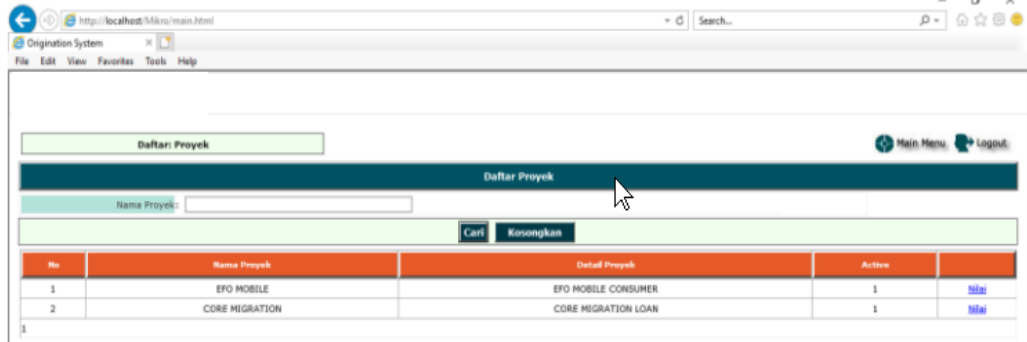 http://localhost/Mikro/main.html Search...
Origination System
File Edit View Favorites Tools Help
Daftar: Proyek Main Menu Logout
Daftar Proyek
Nama Proyek:
Cari Kosongkan
No Nama Proyek Detail Proyek Active
1 EFO MOBILE EFO MOBILE CONSUMER 1 Nilai
2 CORE MIGRATION CORE MIGRATION LOAN 1 Nilai
1